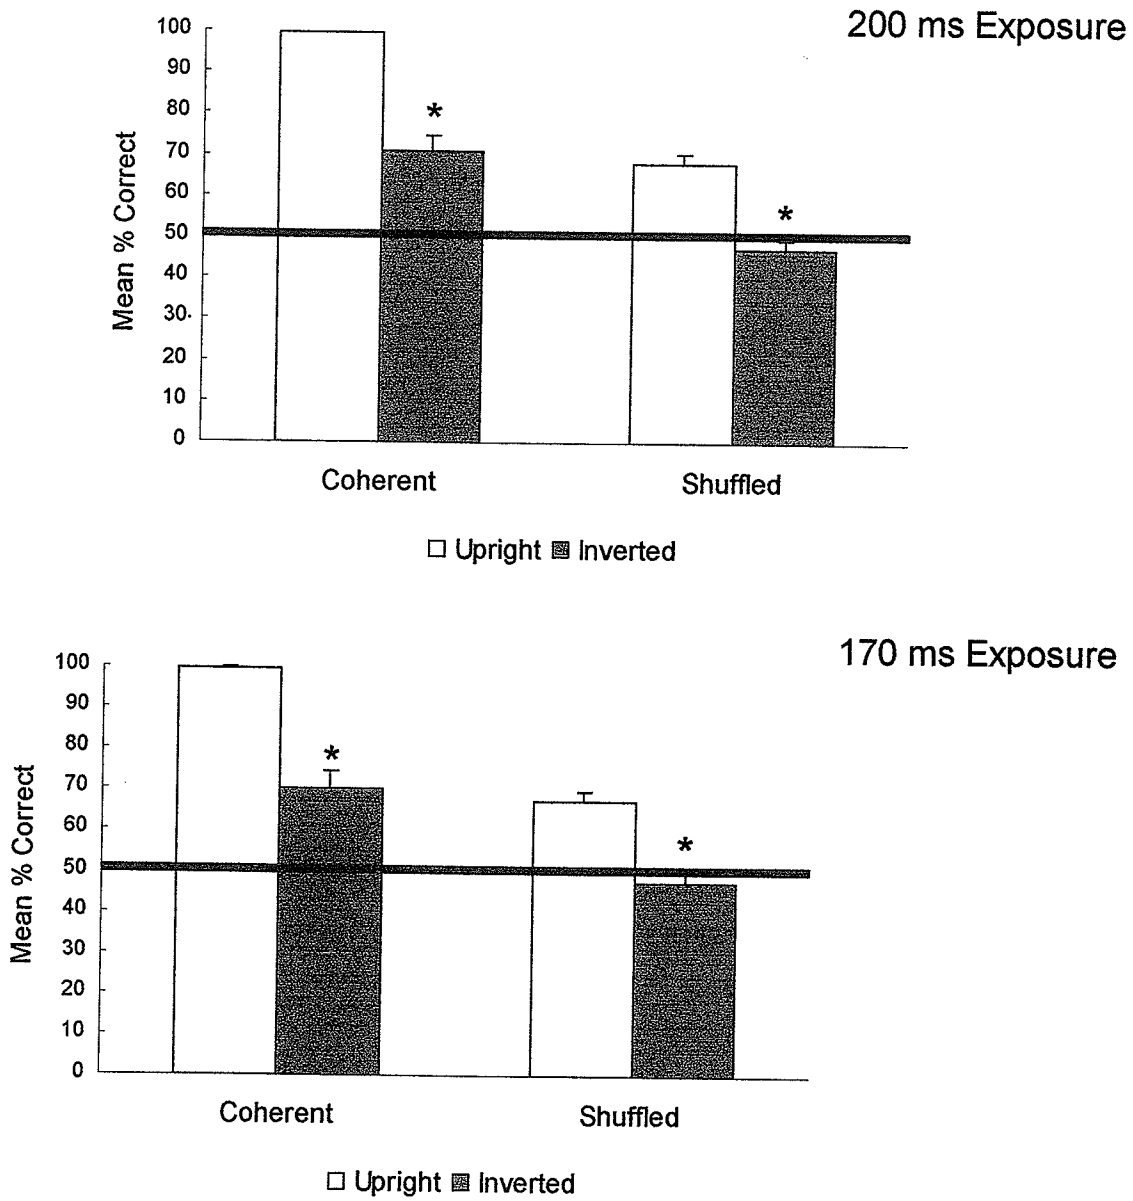 200 ms Exposure
Mean % Correct
100
90
80
70
60
50
40
30.
20
10
0
*
*
Coherent
Shuffled
Upright Inverted
170 ms Exposure
Mean % Correct
100
90
80
70
60
50
40
30
20
10
0
*
*
Coherent
Shuffled
Upright Inverted